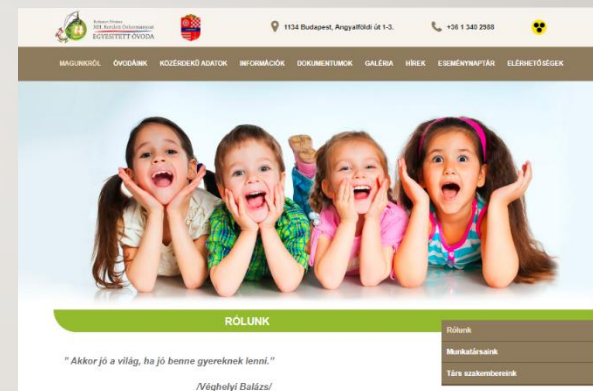 XIII. Kerületi Önkormányzat
EGYESÍTETT ÓVODA
1134 Budapest, Angyalföldi út 1-3.
+36 1 340 2988
MAGUNKRÓL ÓVODÁINK KÖZÉRDEKŰ ADATOK INFORMÁCIÓK DOKUMENTUMOK GALÉRIA HÍREK ESEMÉNYNAPTÁR ELÉRHETŐSÉGEK
RÓLUNK
" Akkor jó a világ, ha jó benne gyereknek lenni."
/Véghelyi Balázs/
Rólunk
Munkatársaink
Társ szakembereink